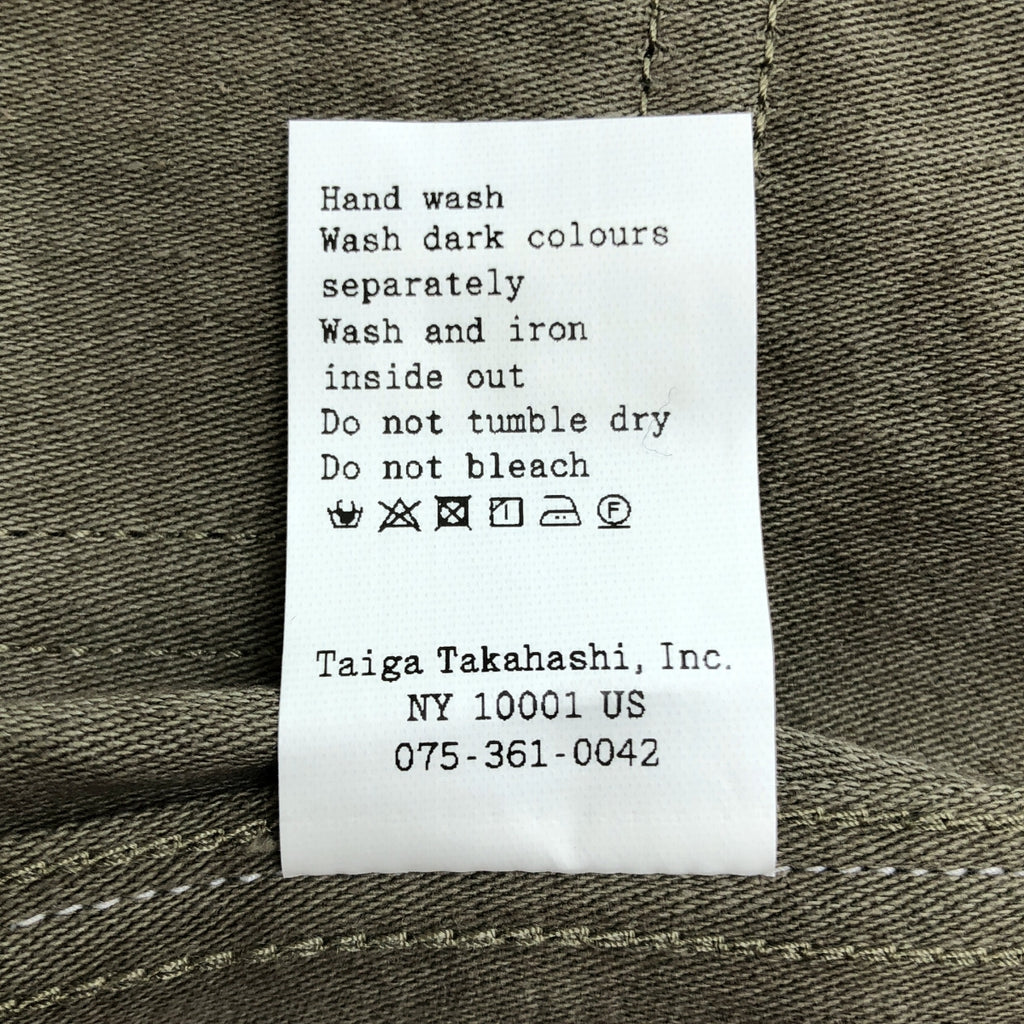 Hand wash
Wash dark colours
separately
Wash and iron
inside out
Do not tumble dry
Do not bleach
F
Taiga Takahashi, Inc.
NY 10001 US
075-361-0042